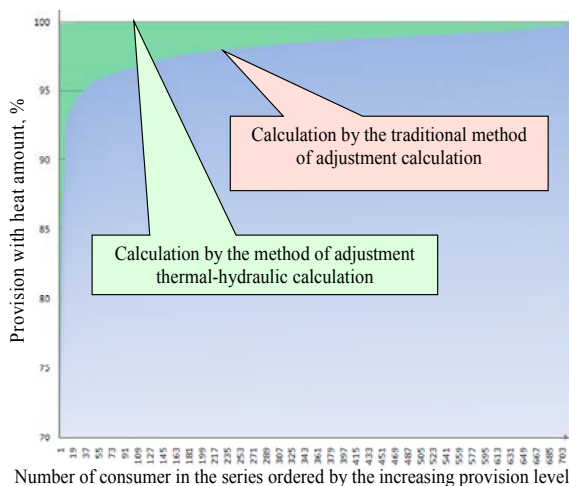 Provision with heat amount, %
100
95
90
85
80
75
70
Calculation by the traditional method
of adjustment calculation
Calculation by the method of adjustment
thermal-hydraulic calculation
1 19 37 55 73 91 109 127 145 163 181 199 217 235 253 271 289 307 325 343 361 379 397 415 433 451 469 487 505 523 541 559 577 595 613 631 649 667 685 703
Number of consumer in the series ordered by the increasing provision level